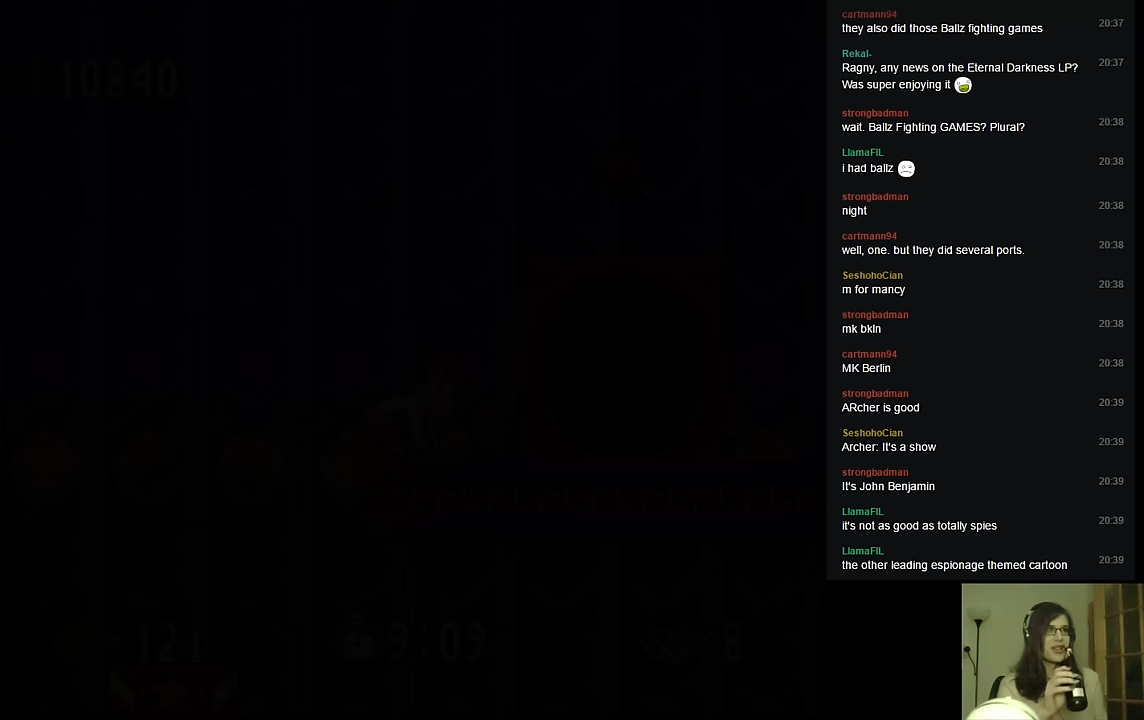 10840
cartmann94
they also did those Ballz fighting games
20:37
Rekal-
Ragny, any news on the Eternal Darkness LP?
Was super enjoying it
20:37
strongbadman
wait. Ballz Fighting GAMES? Plural?
20:38
LlamaFIL
i had ballz
20:38
strongbadman
night
20:38
cartmann94
well, one. but they did several ports.
20:38
SeshohoCian
m for mancy
20:38
strongbadman
mk bkln
20:38
cartmann94
MK Berlin
20:38
strongbadman
ARcher is good
20:39
SeshohoCian
Archer: It's a show
20:39
strongbadman
It's John Benjamin
20:39
LlamaFIL
it's not as good as totally spies
20:39
LlamaFIL
the other leading espionage themed cartoon
20:39
121
9:09
8